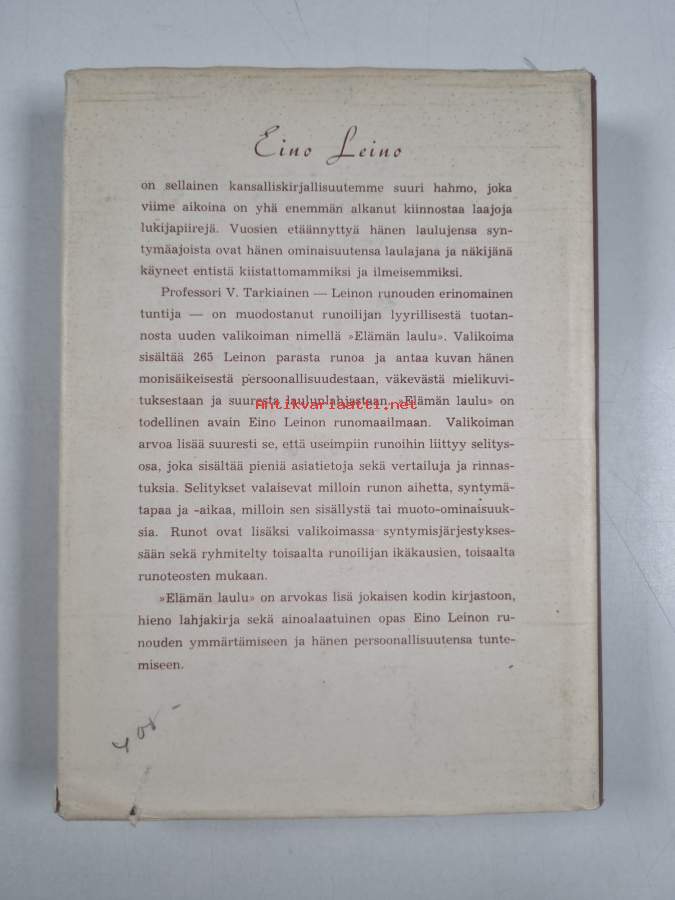 Eino Leino
on sellainen kansalliskirjallisuutemme suuri hahmo, joka
viime aikoina on yhä enemmän alkanut kiinnostaa laajoja
lukijapiirejä. Vuosien etäännyttyä hänen laulujensa syn-
tymäajoista ovat hänen ominaisuutensa laulajana ja näkijänä
käyneet entistä kiistattomammiksi ja ilmeisemmiksi.
Professori V. Tarkiainen — Leinon runouden erinomainen
tuntija — on muodostanut runoilijan lyyrillisestä tuotan-
nosta uuden valikoiman nimellä »Elämän laulu». Valikoima
sisältää 265 Leinon parasta runoa ja antaa kuvan hänen
monisäikeisestä persoonallisuudestaan, väkevästä mielikuvi-
tuksestaan ja suuresta laulunlahjastaan. »Elämän laulu» on
Antikvariaatti.net
todellinen avain Eino Leinon runomaailmaan. Valikoiman
arvoa lisää suuresti se, että useimpiin runoihin liittyy selitys-
osa, joka sisältää pieniä asiatietoja sekä vertailuja ja rinnas-
tuksia. Selitykset valaisevat milloin runon aihetta, syntymä-
tapaa ja -aikaa, milloin sen sisällystä tai muoto-ominaisuuk-
sia. Runot ovat lisäksi valikoimassa syntymisjärjestykses-
sään sekä ryhmitelty toisaalta runoilijan ikäkausien, toisaalta
runoteosten mukaan.
»Elämän laulu» on arvokas lisä jokaisen kodin kirjastoon,
hieno lahjakirja sekä ainoalaatuinen opas Eino Leinon ru-
nouden ymmärtämiseen ja hänen persoonallisuutensa tunte-
miseen.